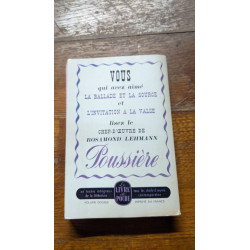 VOUS
qui avez aimé
LA BALLADE ET LA SOURCE
et
L'INVITATION A LA VALSE
lisez le
CHEF-D'ŒUVRE DE
ROSAMOND LEHMANN
Poussière
LE
LIVRE
DE POCHE